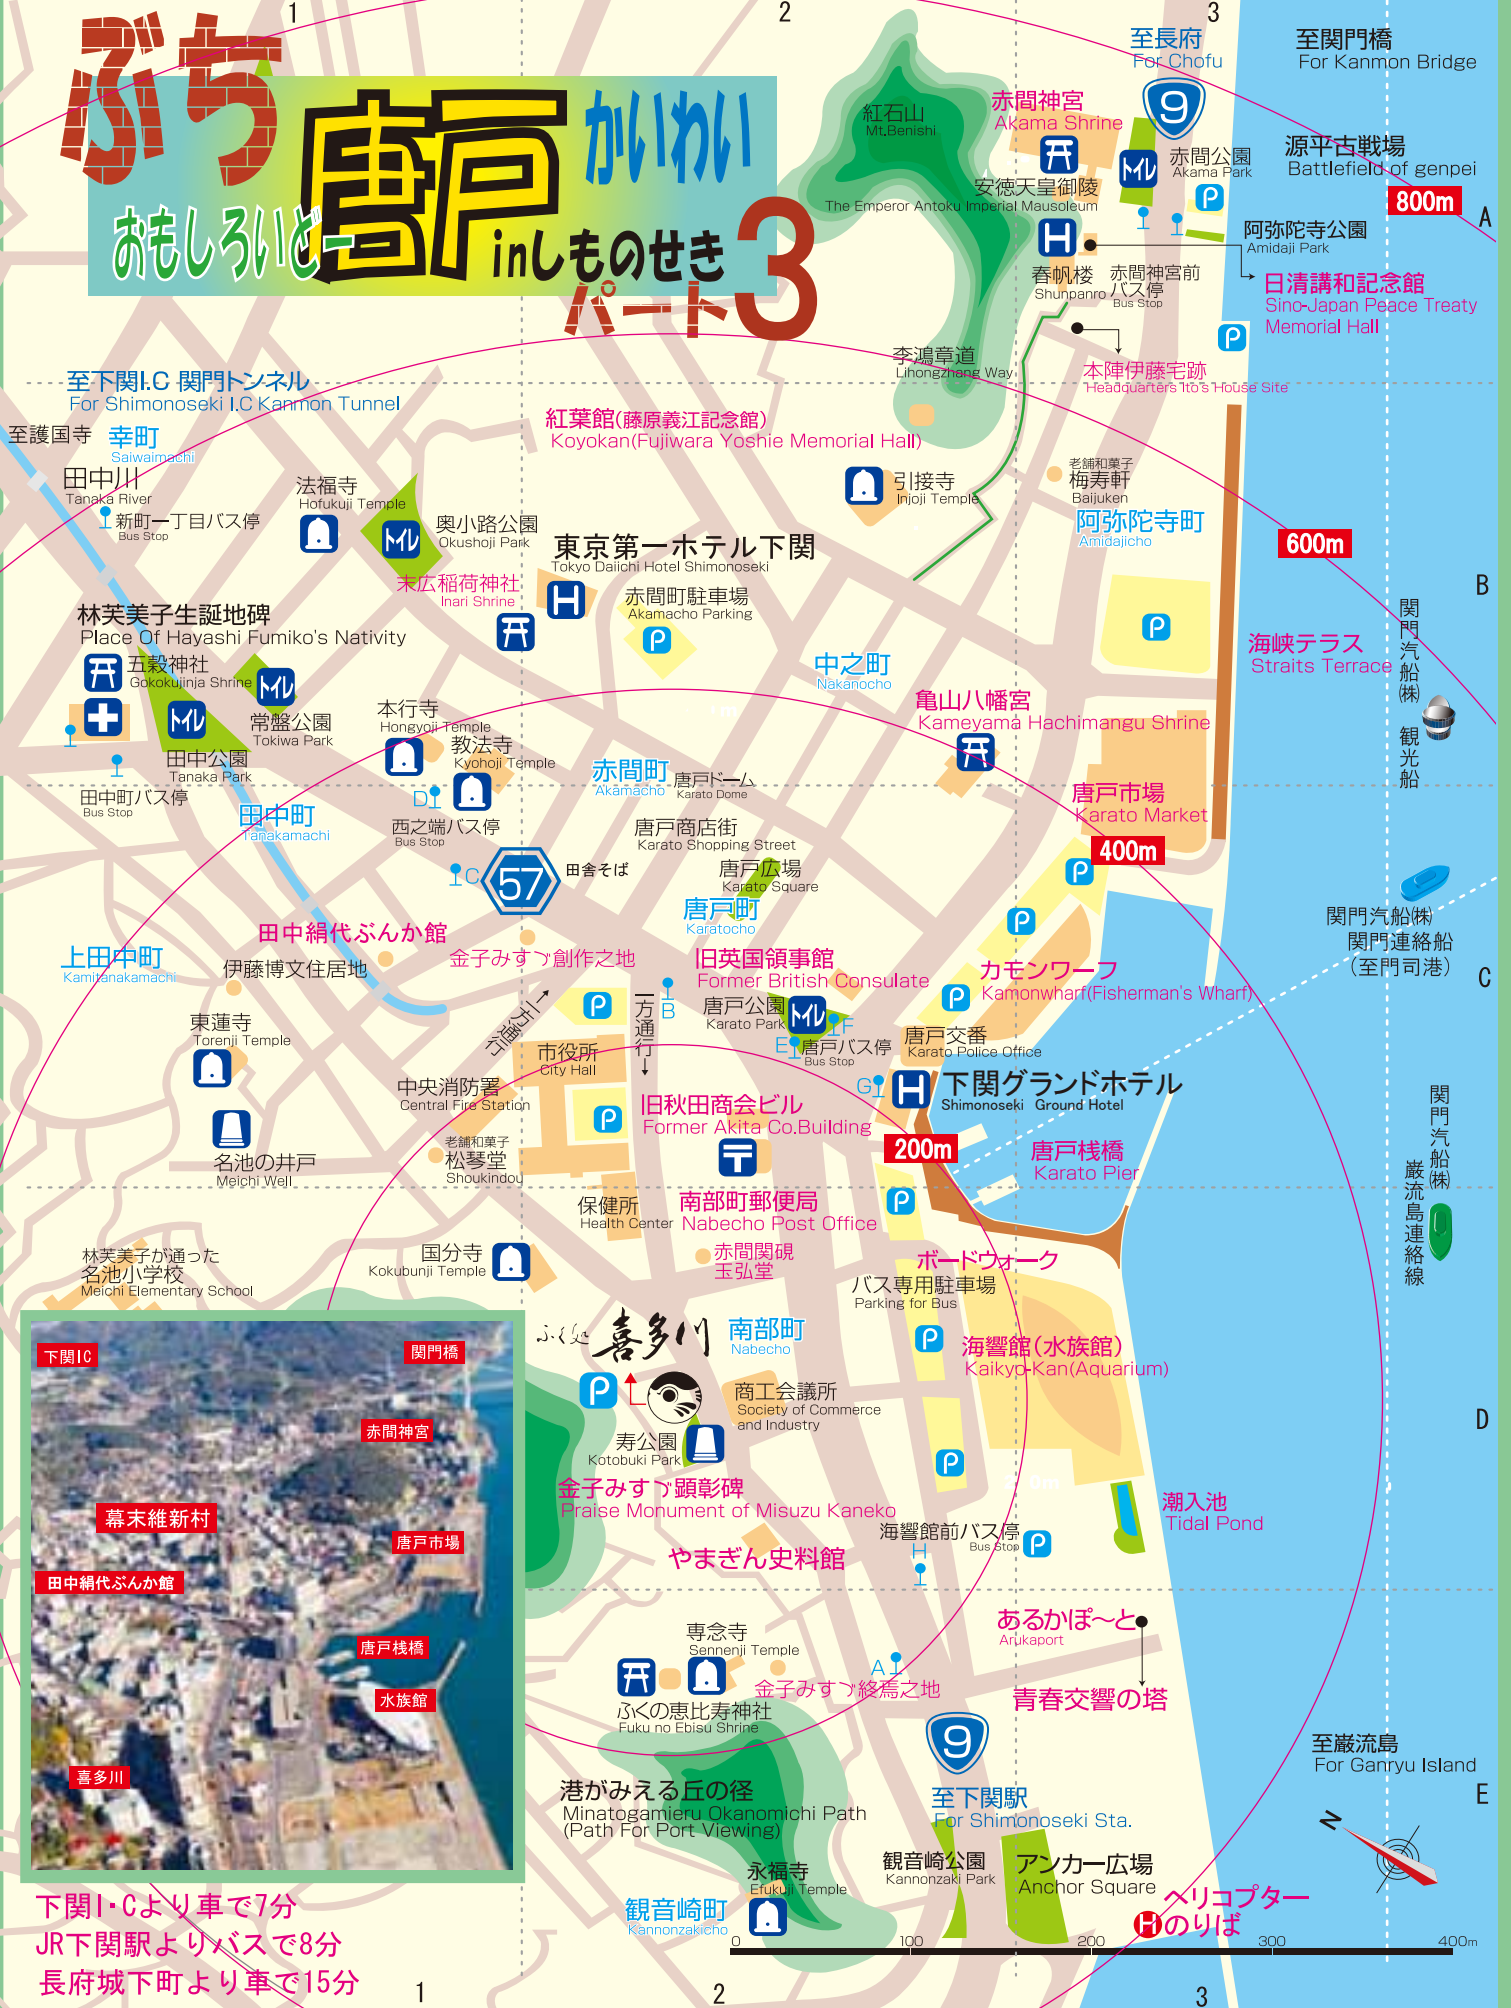 1
2
3
ぶち
唐戸
かいわい
おもしろいどー
inしものせき
パート3
至長府
For Chofu
9
至関門橋
For Kanmon Bridge
源平古戦場
Battlefield of genpei
800m
A
紅石山
Mt.Benishi
赤間神宮
Akama Shrine
トイレ
赤間公園
Akama Park
P
安徳天皇御陵
The Emperor Antoku Imperial Mausoleum
H
春帆楼
Shunpanro
赤間神宮前
バス停
Bus Stop
阿弥陀寺公園
Amidaji Park
日清講和記念館
Sino-Japan Peace Treaty
Memorial Hall
P
李鴻章道
Lihongzhang Way
本陣伊藤宅跡
Headquarters Ito's House Site
至下関I.C 関門トンネル
For Shimonoseki I.C Kanmon Tunnel
至護国寺
幸町
Saiwaimachi
田中川
Tanaka River
新町一丁目バス停
Bus Stop
法福寺
Hofukuji Temple
トイレ
奥小路公園
Okushoji Park
紅葉館(藤原義江記念館)
Koyokan(Fujiwara Yoshie Memorial Hall)
引接寺
Injoji Temple
老舗和菓子
梅寿軒
Baijuken
阿弥陀寺町
Amidajicho
600m
B
東京第一ホテル下関
Tokyo Daiichi Hotel Shimonoseki
末広稲荷神社
Inari Shrine
H
赤間町駐車場
Akamacho Parking
P
P
林芙美子生誕地碑
Place Of Hayashi Fumiko's Nativity
五穀神社
Gokokujinja Shrine
トイレ
トイレ
常盤公園
Tokiwa Park
田中公園
Tanaka Park
田中町バス停
Bus Stop
中之町
Nakanocho
海峡テラス
Straits Terrace
関門汽船㈱ 観光船
亀山八幡宮
Kameyama Hachimangu Shrine
本行寺
Hongyoji Temple
教法寺
Kyohoji Temple
D
赤間町
Akamacho
唐戸ドーム
Karato Dome
唐戸市場
Karato Market
400m
田中町
Tanakamachi
西之端バス停
Bus Stop
C
57
田舎そば
唐戸商店街
Karato Shopping Street
唐戸広場
Karato Square
P
唐戸町
Karatocho
P
関門汽船㈱
関門連絡船
(至門司港)
C
田中絹代ぶんか館
上田中町
Kamitanakamachi
伊藤博文住居地
金子みすゞ創作之地
旧英国領事館
Former British Consulate
カモンワーフ
Kamonwharf(Fisherman's Wharf)
P
P
B
一方通行
一方通行
唐戸公園
Karato Park
トイレ
F
E
唐戸バス停
Bus Stop
唐戸交番
Karato Police Office
東蓮寺
Torenji Temple
市役所
City Hall
G
H
下関グランドホテル
Shimonoseki Ground Hotel
中央消防署
Central Fire Station
P
旧秋田商会ビル
Former Akita Co.Building
200m
唐戸桟橋
Karato Pier
関門汽船㈱
巌流島連絡線
名池の井戸
Meichi Well
老舗和菓子
松琴堂
Shoukindou
保健所
Health Center
南部町郵便局
Nabecho Post Office
P
林芙美子が通った
名池小学校
Meichi Elementary School
国分寺
Kokubunji Temple
赤間関硯
玉弘堂
ボードウォーク
バス専用駐車場
Parking for Bus
ふく処 喜多川
南部町
Nabecho
P
海響館(水族館)
Kaikyo-Kan(Aquarium)
P
商工会議所
Society of Commerce
and Industry
D
寿公園
Kotobuki Park
P
金子みすゞ顕彰碑
Praise Monument of Misuzu Kaneko
潮入池
Tidal Pond
海響館前バス停
Bus Stop
P
H
やまぎん史料館
下関IC
関門橋
赤間神宮
幕末維新村
唐戸市場
田中絹代ぶんか館
唐戸桟橋
水族館
喜多川
あるかぽ～と
Arukaport
専念寺
Sennenji Temple
A
金子みすゞ終焉之地
青春交響の塔
ふくの恵比寿神社
Fuku no Ebisu Shrine
9
至巌流島
For Ganryu Island
港がみえる丘の径
Minatogamieru Okanomichi Path
(Path For Port Viewing)
至下関駅
For Shimonoseki Sta.
E
N
観音崎公園
Kannonzaki Park
アンカー広場
Anchor Square
永福寺
Efukuji Temple
観音崎町
Kannonzakicho
H
ヘリコプター
のりば
0 100 200 300 400m
下関I・Cより車で7分
JR下関駅よりバスで8分
長府城下町より車で15分
1
2
3